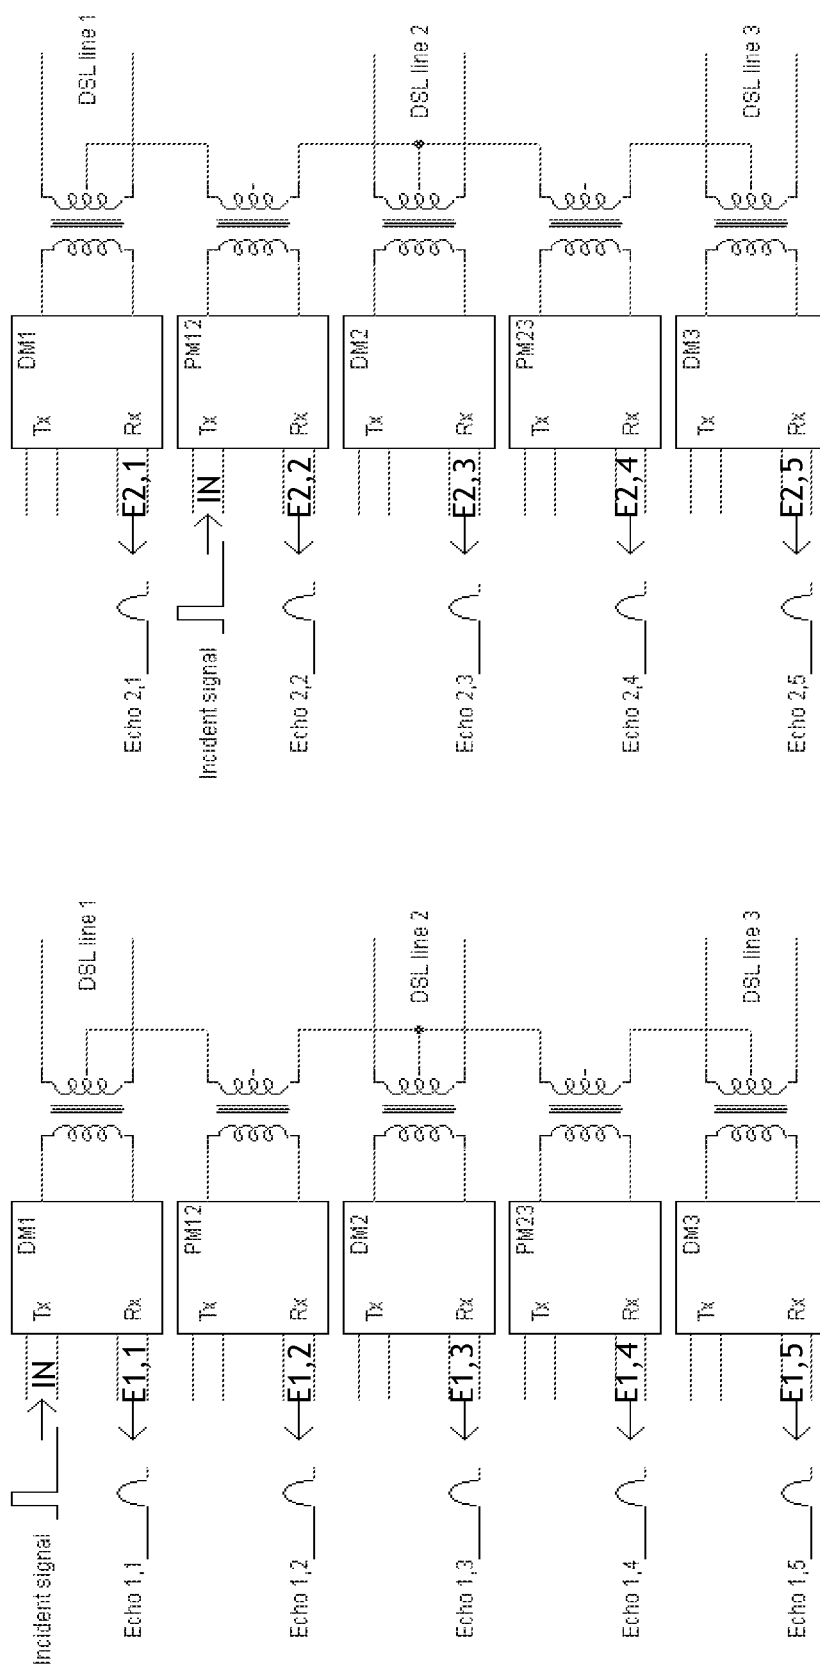 Incident signal
IN
Tx
DM1
Rx
E1,1
Echo 1,1
DSL line 1
Tx
PM12
Rx
E1,2
Echo 1,2
Tx
DM2
Rx
E1,3
Echo 1,3
DSL line 2
Tx
PM23
Rx
E1,4
Echo 1,4
Tx
DM3
Rx
E1,5
Echo 1,5
DSL line 3
Tx
DM1
Rx
E2,1
Echo 2,1
DSL line 1
Incident signal
IN
Tx
PM12
Rx
E2,2
Echo 2,2
Tx
DM2
Rx
E2,3
Echo 2,3
DSL line 2
Tx
PM23
Rx
E2,4
Echo 2,4
Tx
DM3
Rx
E2,5
Echo 2,5
DSL line 3